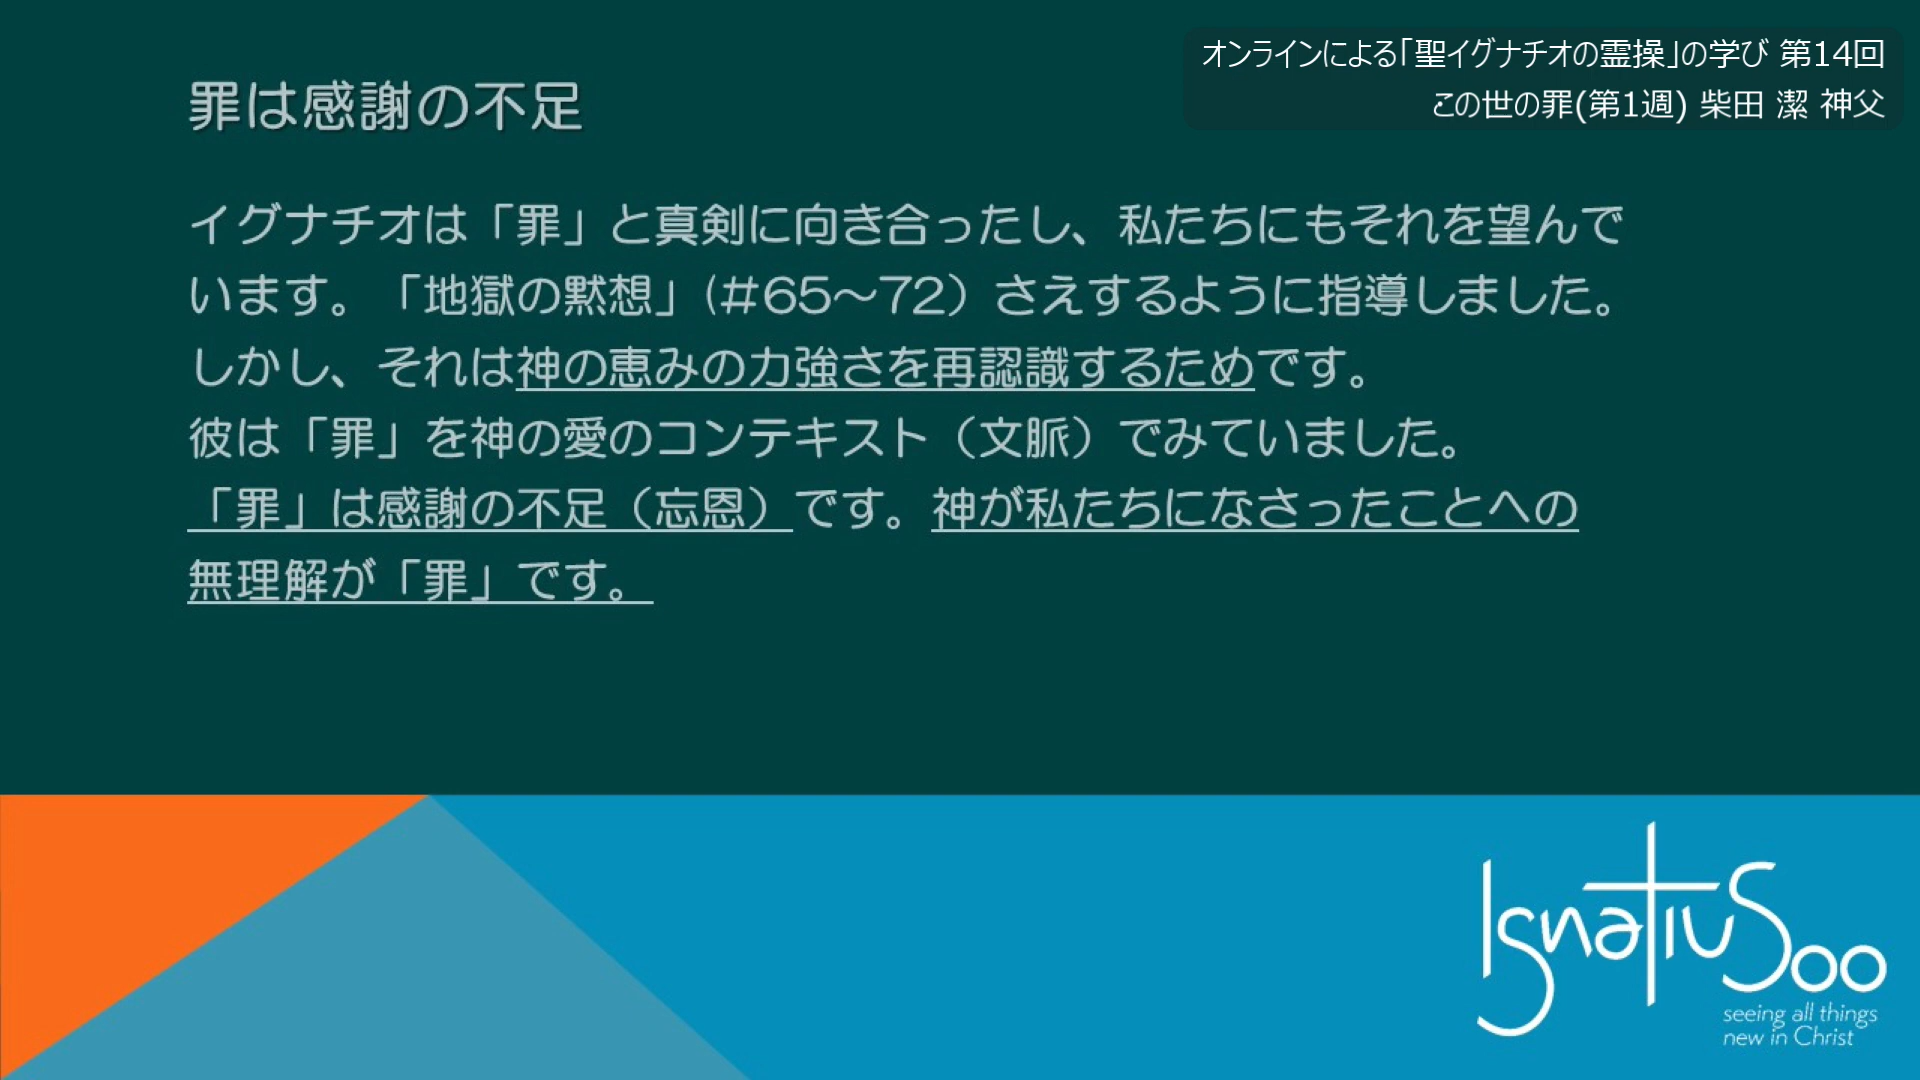 オンラインによる「聖イグナチオの霊操」の学び 第14回
この世の罪(第1週) 柴田 潔 神父
罪は感謝の不足
イグナチオは「罪」と真剣に向き合ったし、私たちにもそれを望んで
います。「地獄の黙想」(＃65〜72）さえするように指導しました。
しかし、それは神の恵みの力強さを再認識するためです。
彼は「罪」を神の愛のコンテキスト（文脈）でみていました。
「罪」は感謝の不足（忘恩）です。神が私たちになさったことへの
無理解が「罪」です。
IgnatiuS500
seeing all things
new in Christ